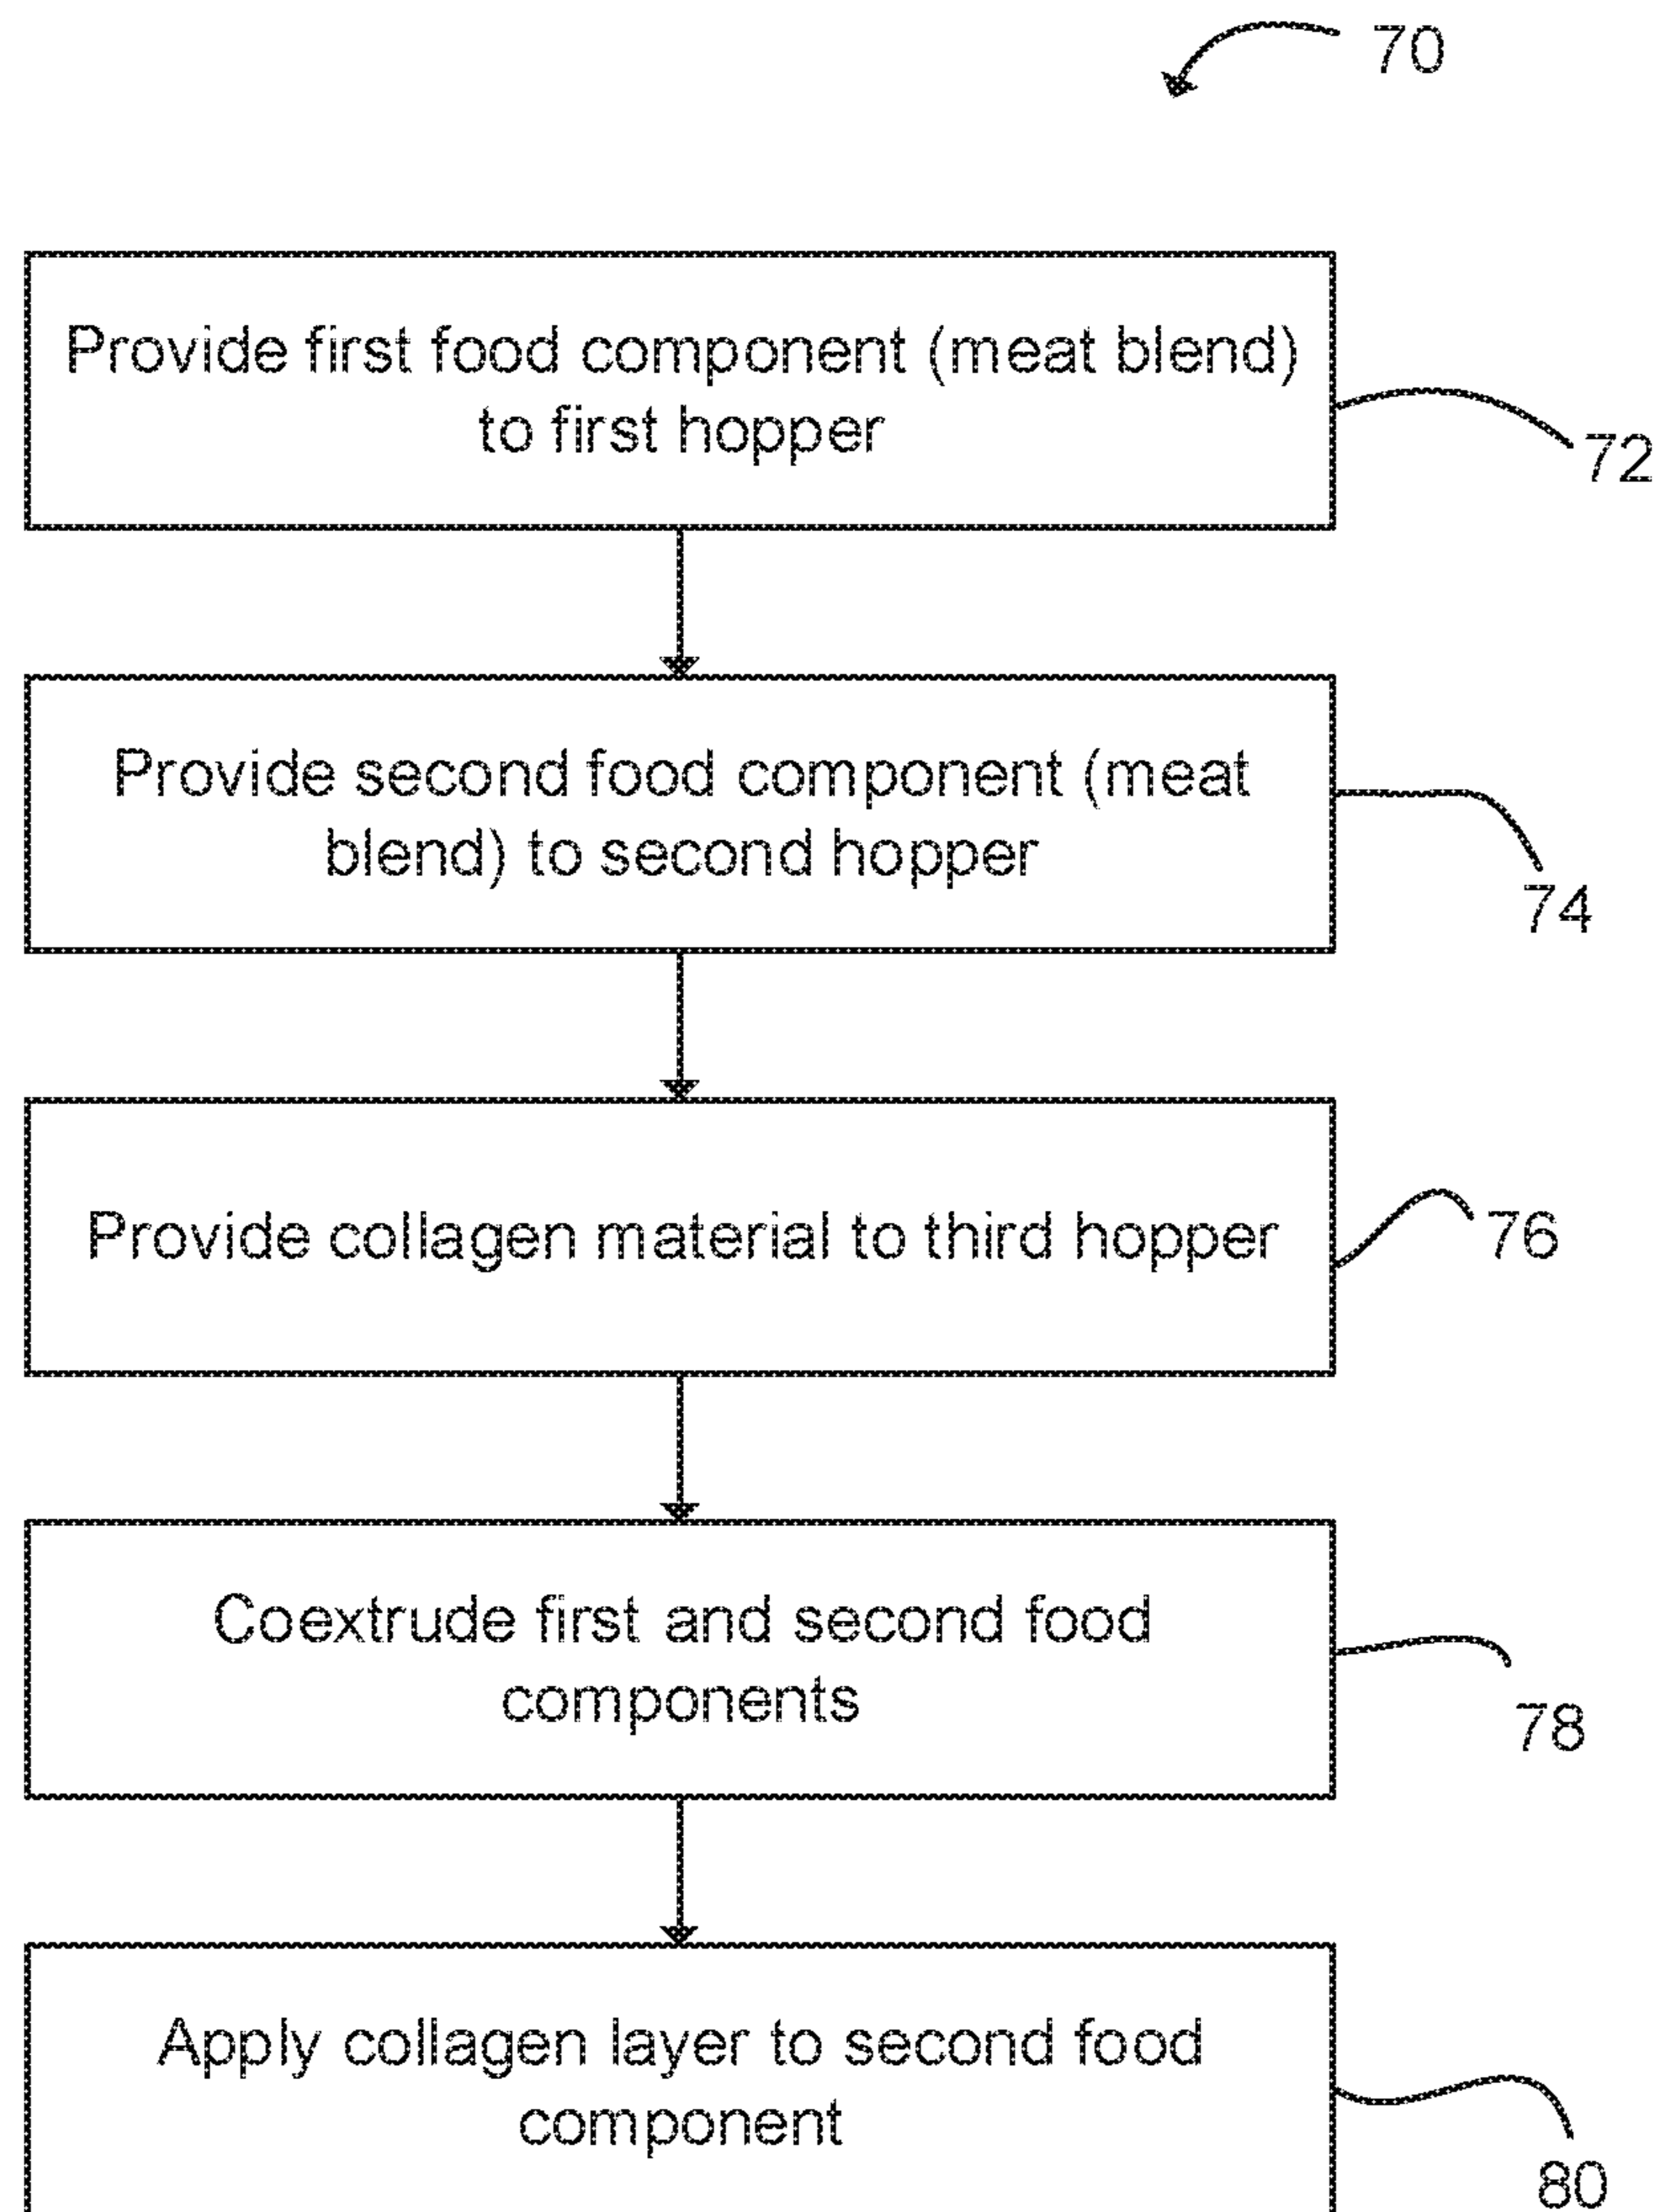 70
Provide first food component (meat blend)
to first hopper
72
Provide second food component (meat
blend) to second hopper
74
Provide collagen material to third hopper
76
Coextrude first and second food
components
78
Apply collagen layer to second food
component
80